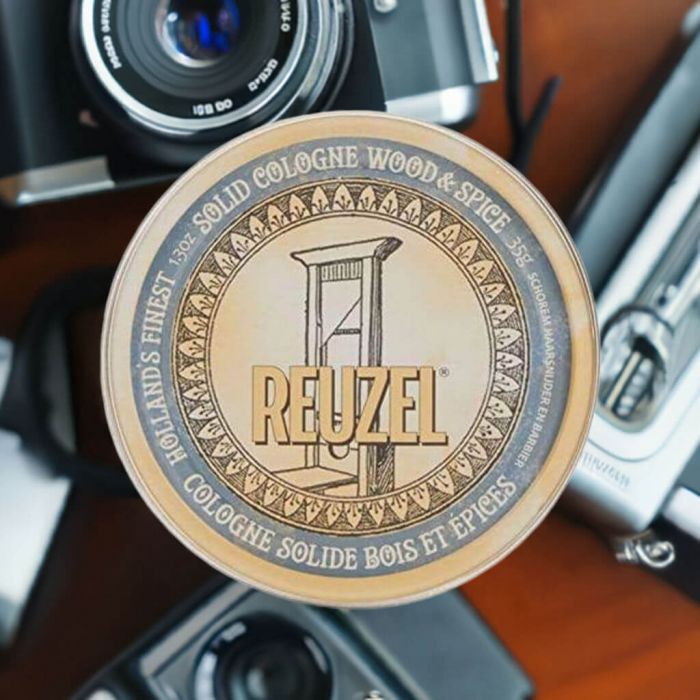 SOLID COLOGNE WOOD & SPICE
HOLLAND'S FINEST 1.3oz
35g SCHOREM HAARSNIJDER EN BARBIER
REUZEL®
COLOGNE SOLIDE BOIS ET ÉPICES